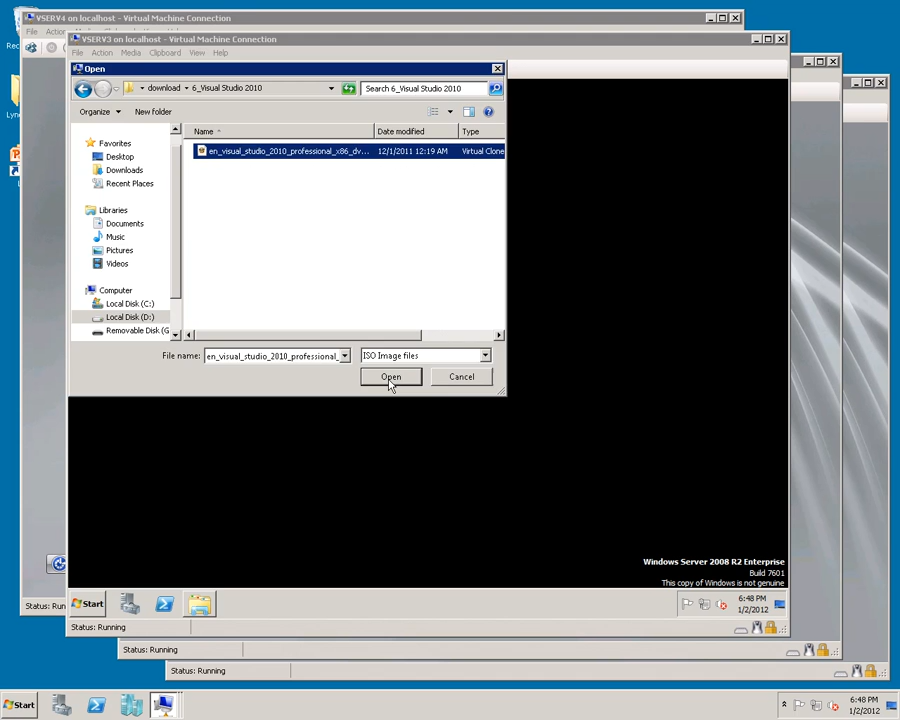 VSERV4 on localhost - Virtual Machine Connection
File
VSERV3 on localhost - Virtual Machine Connection
File Action Media Clipboard View Help
Open
download 6_Visual Studio 2010
Search 6_Visual Studio 2010
Organize New folder
Name Date modified Type
en_visual_studio_2010_professional_x86_dv... 12/1/2011 12:19 AM Virtual Clone
Favorites
Desktop
Downloads
Recent Places
Libraries
Documents
Music
Pictures
Videos
Computer
Local Disk (C:)
Local Disk (D:)
Removable Disk (G
File name: en_visual_studio_2010_professional_ ISO Image files
Open Cancel
Windows Server 2008 R2 Enterprise
Build 7601
This copy of Windows is not genuine
Start
6:48 PM
1/2/2012
Status: Run
Status: Running
Status: Running
Status: Running
Start
6:48 PM
1/2/2012